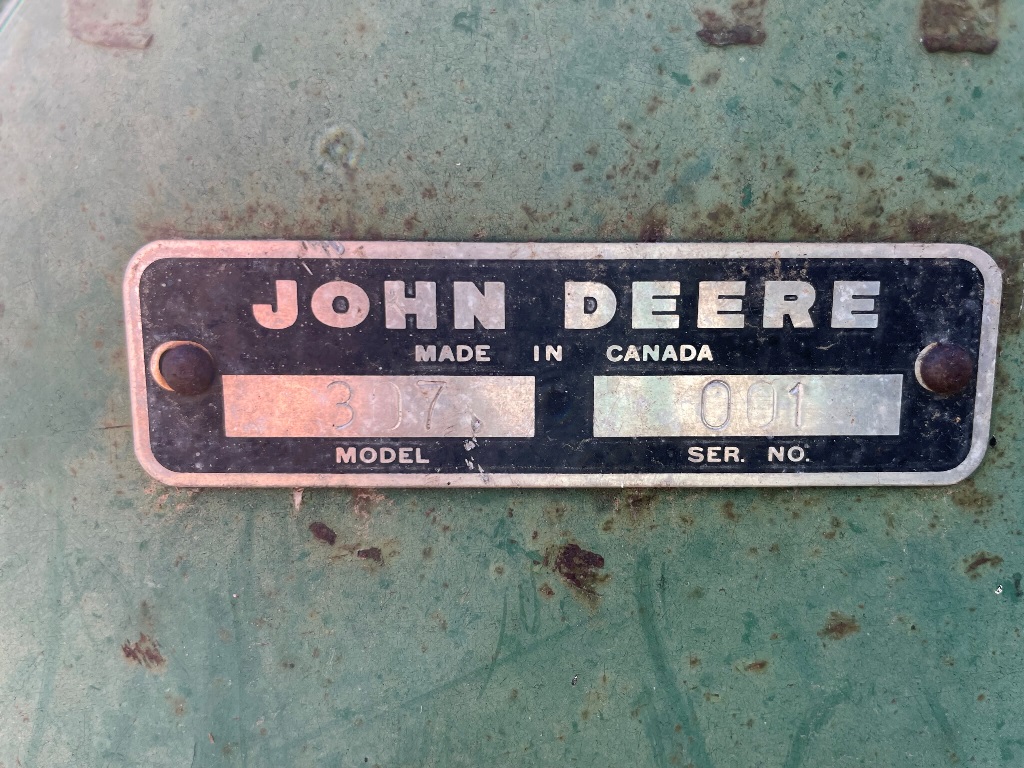 JOHN DEERE
MADE IN CANADA
307 001
MODEL SER. NO.